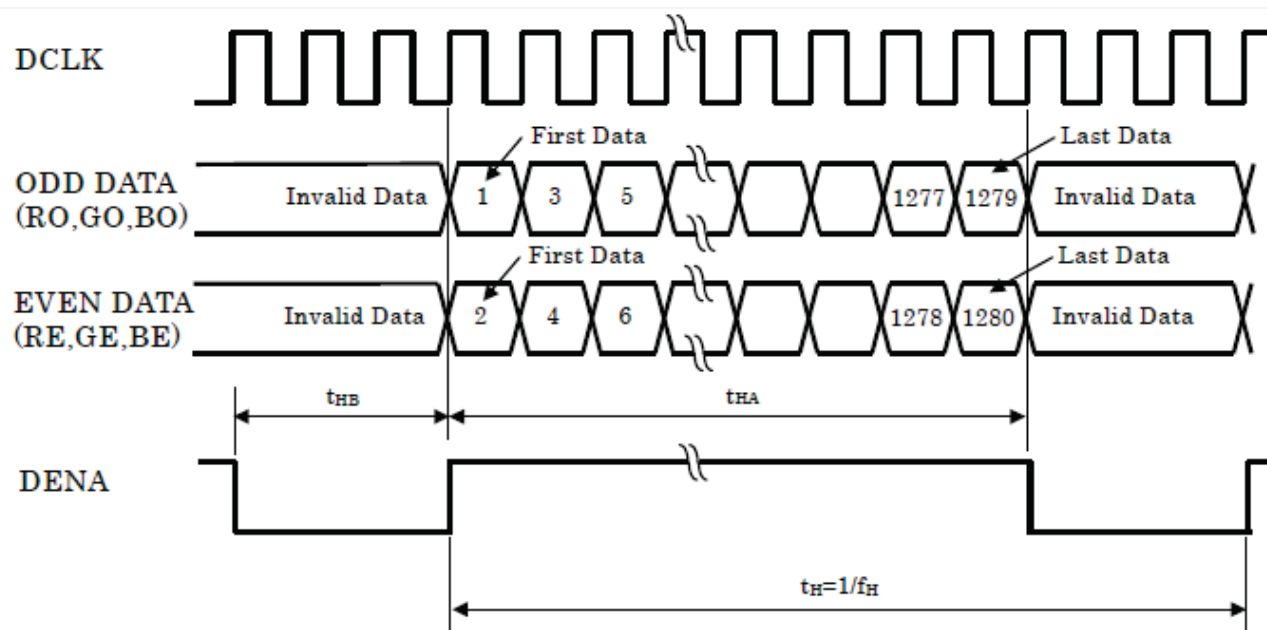 DCLK
First Data
Last Data
ODD DATA
(RO,GO,BO)
Invalid Data 1 3 5 1277 1279 Invalid Data
First Data
Last Data
EVEN DATA
(RE,GE,BE)
Invalid Data 2 4 6 1278 1280 Invalid Data
tHB
tHA
DENA
tH=1/fH